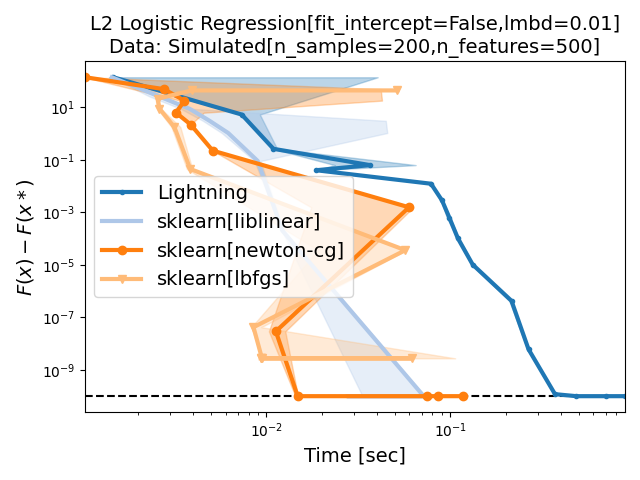 L2 Logistic Regression[fit_intercept=False,lmbd=0.01]
Data: Simulated[n_samples=200,n_features=500]
F(x) − F(x*)
10¹
10⁻¹
10⁻³
10⁻⁵
10⁻⁷
10⁻⁹
Lightning
sklearn[liblinear]
sklearn[newton-cg]
sklearn[lbfgs]
10⁻²
10⁻¹
Time [sec]